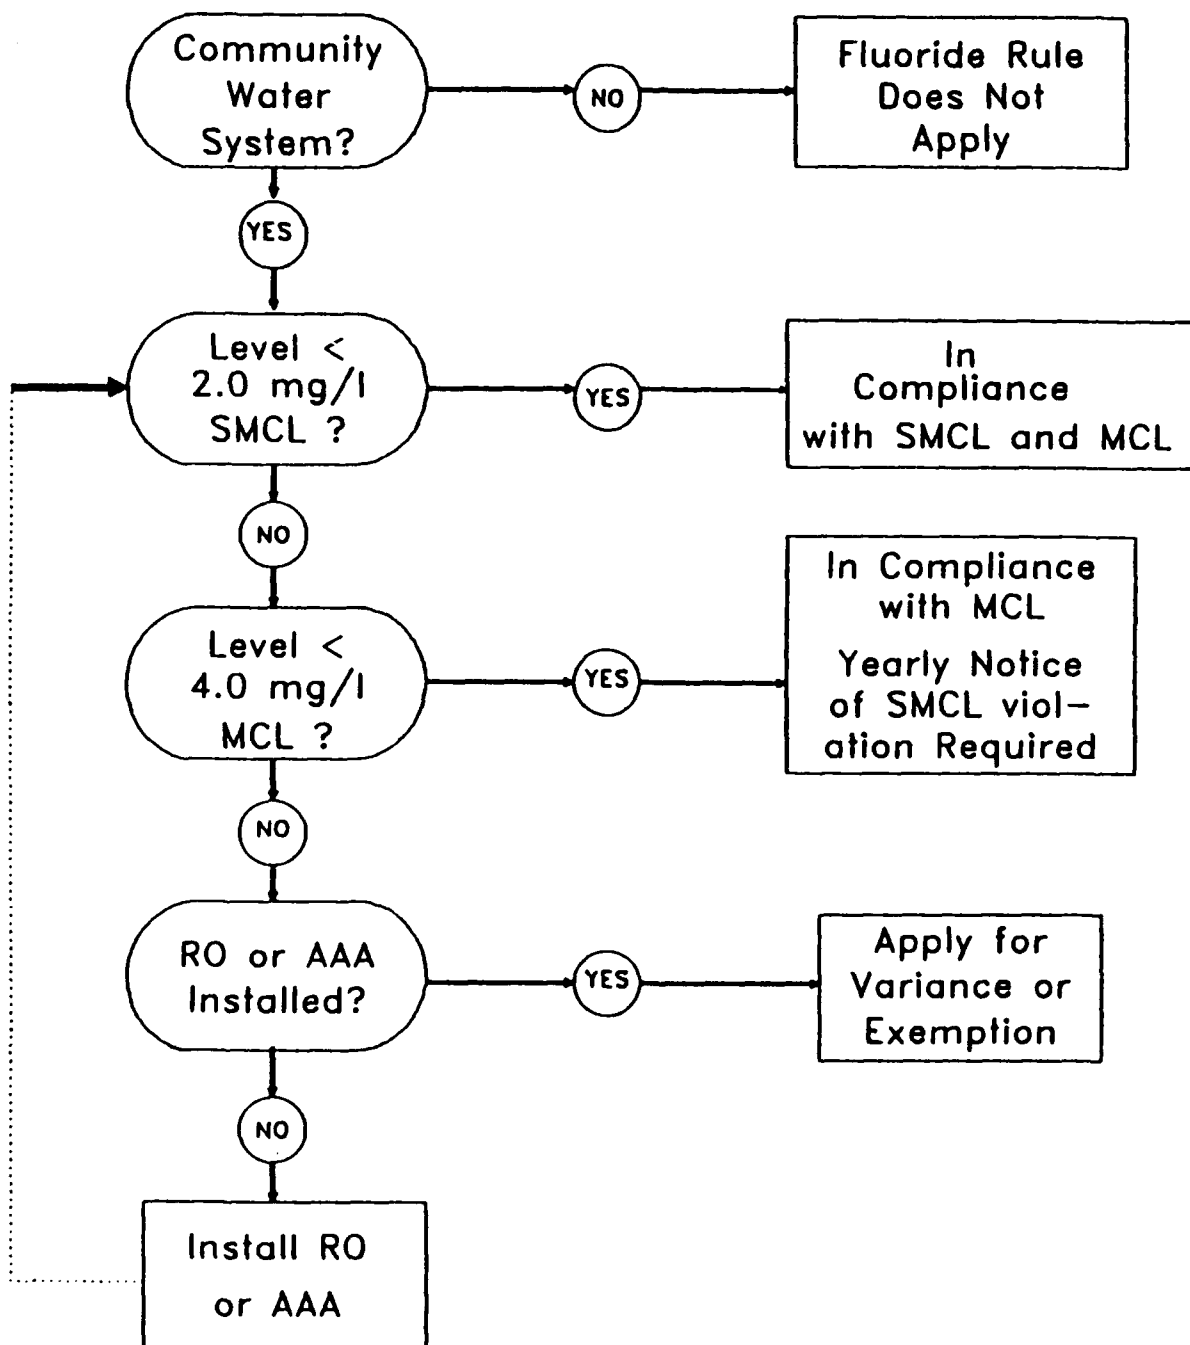 Community
Water
System?
NO
Fluoride Rule
Does Not
Apply
YES
Level <
2.0 mg/l
SMCL ?
YES
In
Compliance
with SMCL and MCL
NO
Level <
4.0 mg/l
MCL ?
YES
In Compliance
with MCL
Yearly Notice
of SMCL viol-
ation Required
NO
RO or AAA
Installed?
YES
Apply for
Variance or
Exemption
NO
Install RO
or AAA